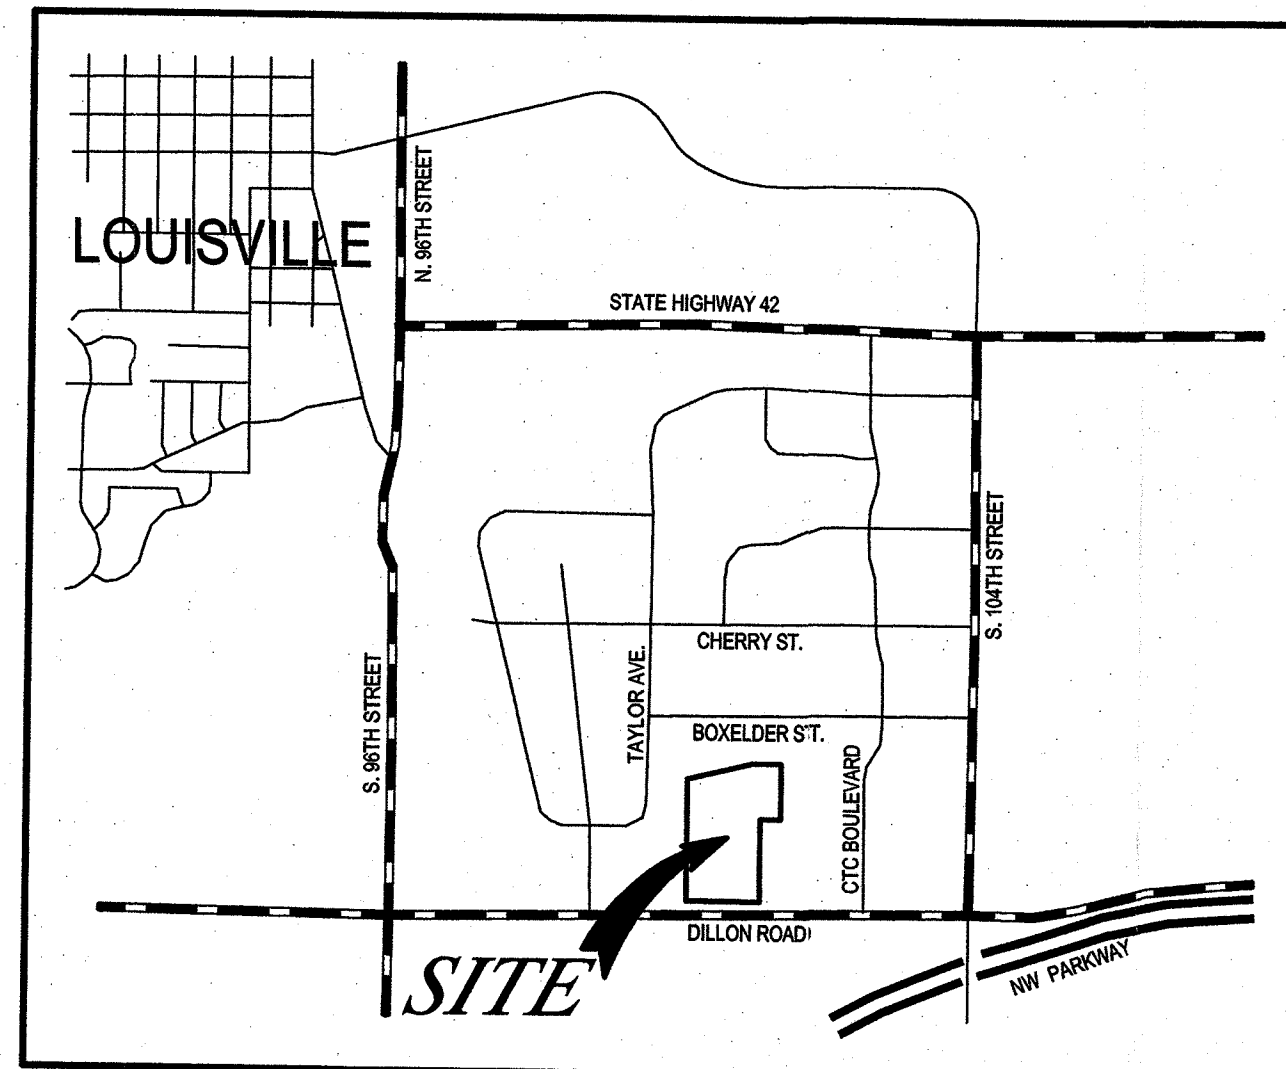 N. 96TH STREET
LOUISVILLE
STATE HIGHWAY 42
S. 104TH STREET
CHERRY ST.
TAYLOR AVE.
S. 96TH STREET
BOXELDER ST.
CTC BOULEVARD
DILLON ROAD
SITE
NW PARKWAY